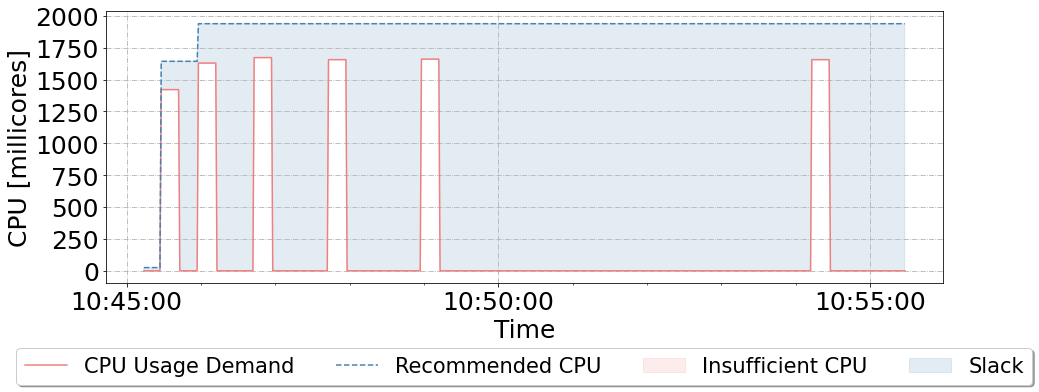 2000
1750
1500
1250
1000
750
500
250
0
CPU [millicores]
10:45:00 10:50:00 10:55:00
Time
CPU Usage Demand Recommended CPU Insufficient CPU Slack